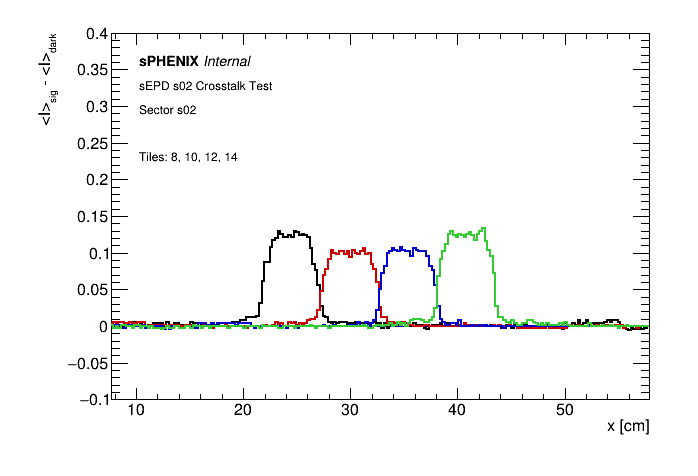 <I>sig - <I>dark
0.4
0.35
0.3
0.25
0.2
0.15
0.1
0.05
0
−0.05
−0.1
sPHENIX Internal
sEPD s02 Crosstalk Test
Sector s02
Tiles: 8, 10, 12, 14
10 20 30 40 50
x [cm]